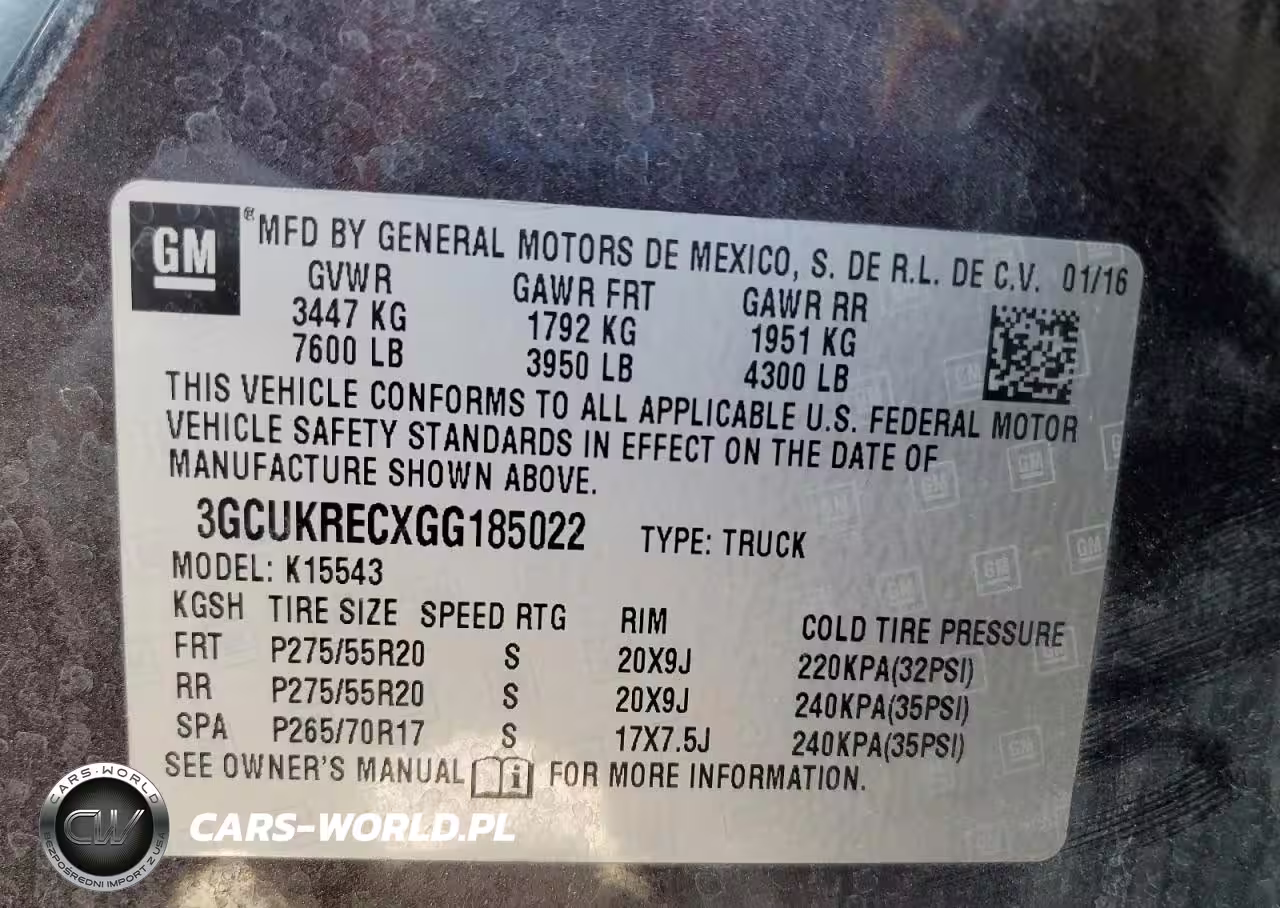 GM
® MFD BY GENERAL MOTORS DE MEXICO, S. DE R.L. DE C.V. 01/16
GVWR GAWR FRT GAWR RR
3447 KG 1792 KG 1951 KG
7600 LB 3950 LB 4300 LB
THIS VEHICLE CONFORMS TO ALL APPLICABLE U.S. FEDERAL MOTOR
VEHICLE SAFETY STANDARDS IN EFFECT ON THE DATE OF
MANUFACTURE SHOWN ABOVE.
3GCUKRECXGG185022 TYPE: TRUCK
MODEL: K15543
KGSH TIRE SIZE SPEED RTG RIM COLD TIRE PRESSURE
FRT P275/55R20 S 20X9J 220KPA(32PSI)
RR P275/55R20 S 20X9J 240KPA(35PSI)
SPA P265/70R17 S 17X7.5J 240KPA(35PSI)
SEE OWNER'S MANUAL i FOR MORE INFORMATION.
CARS-WORLD
CW
BEZPOŚREDNI IMPORT Z USA
CARS-WORLD.PL